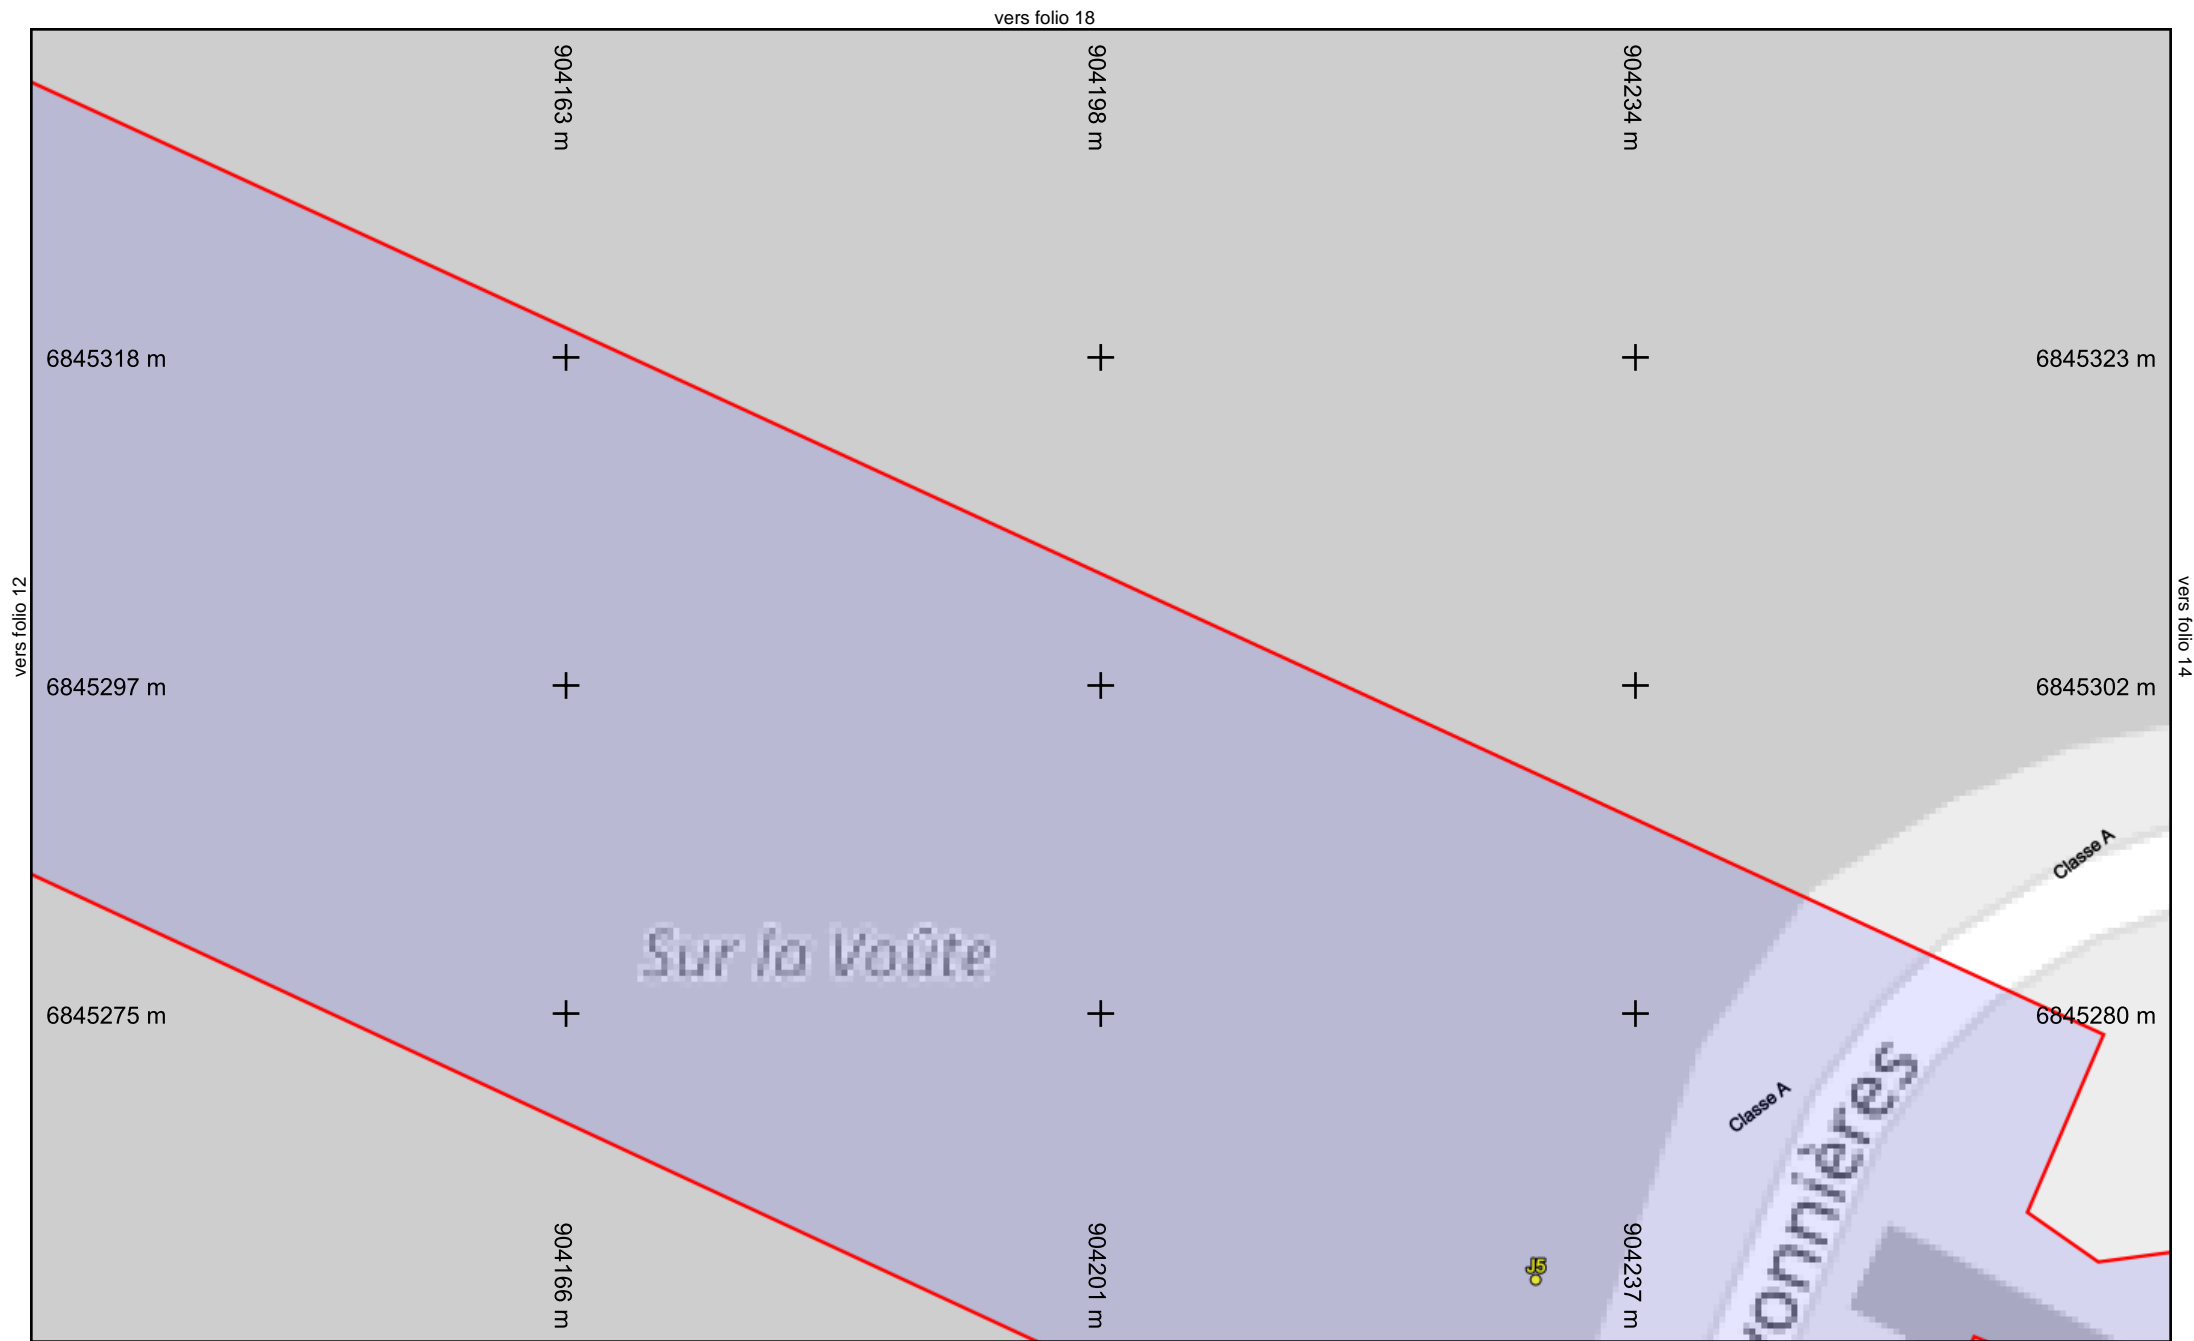 vers folio 18
904163 m
904198 m
904234 m
6845318 m
6845323 m
vers folio 12
vers folio 14
6845297 m
6845302 m
Classe A
Sur la Voûte
6845275 m
6845280 m
Classe A
onnières
904166 m
904201 m
J5
904237 m